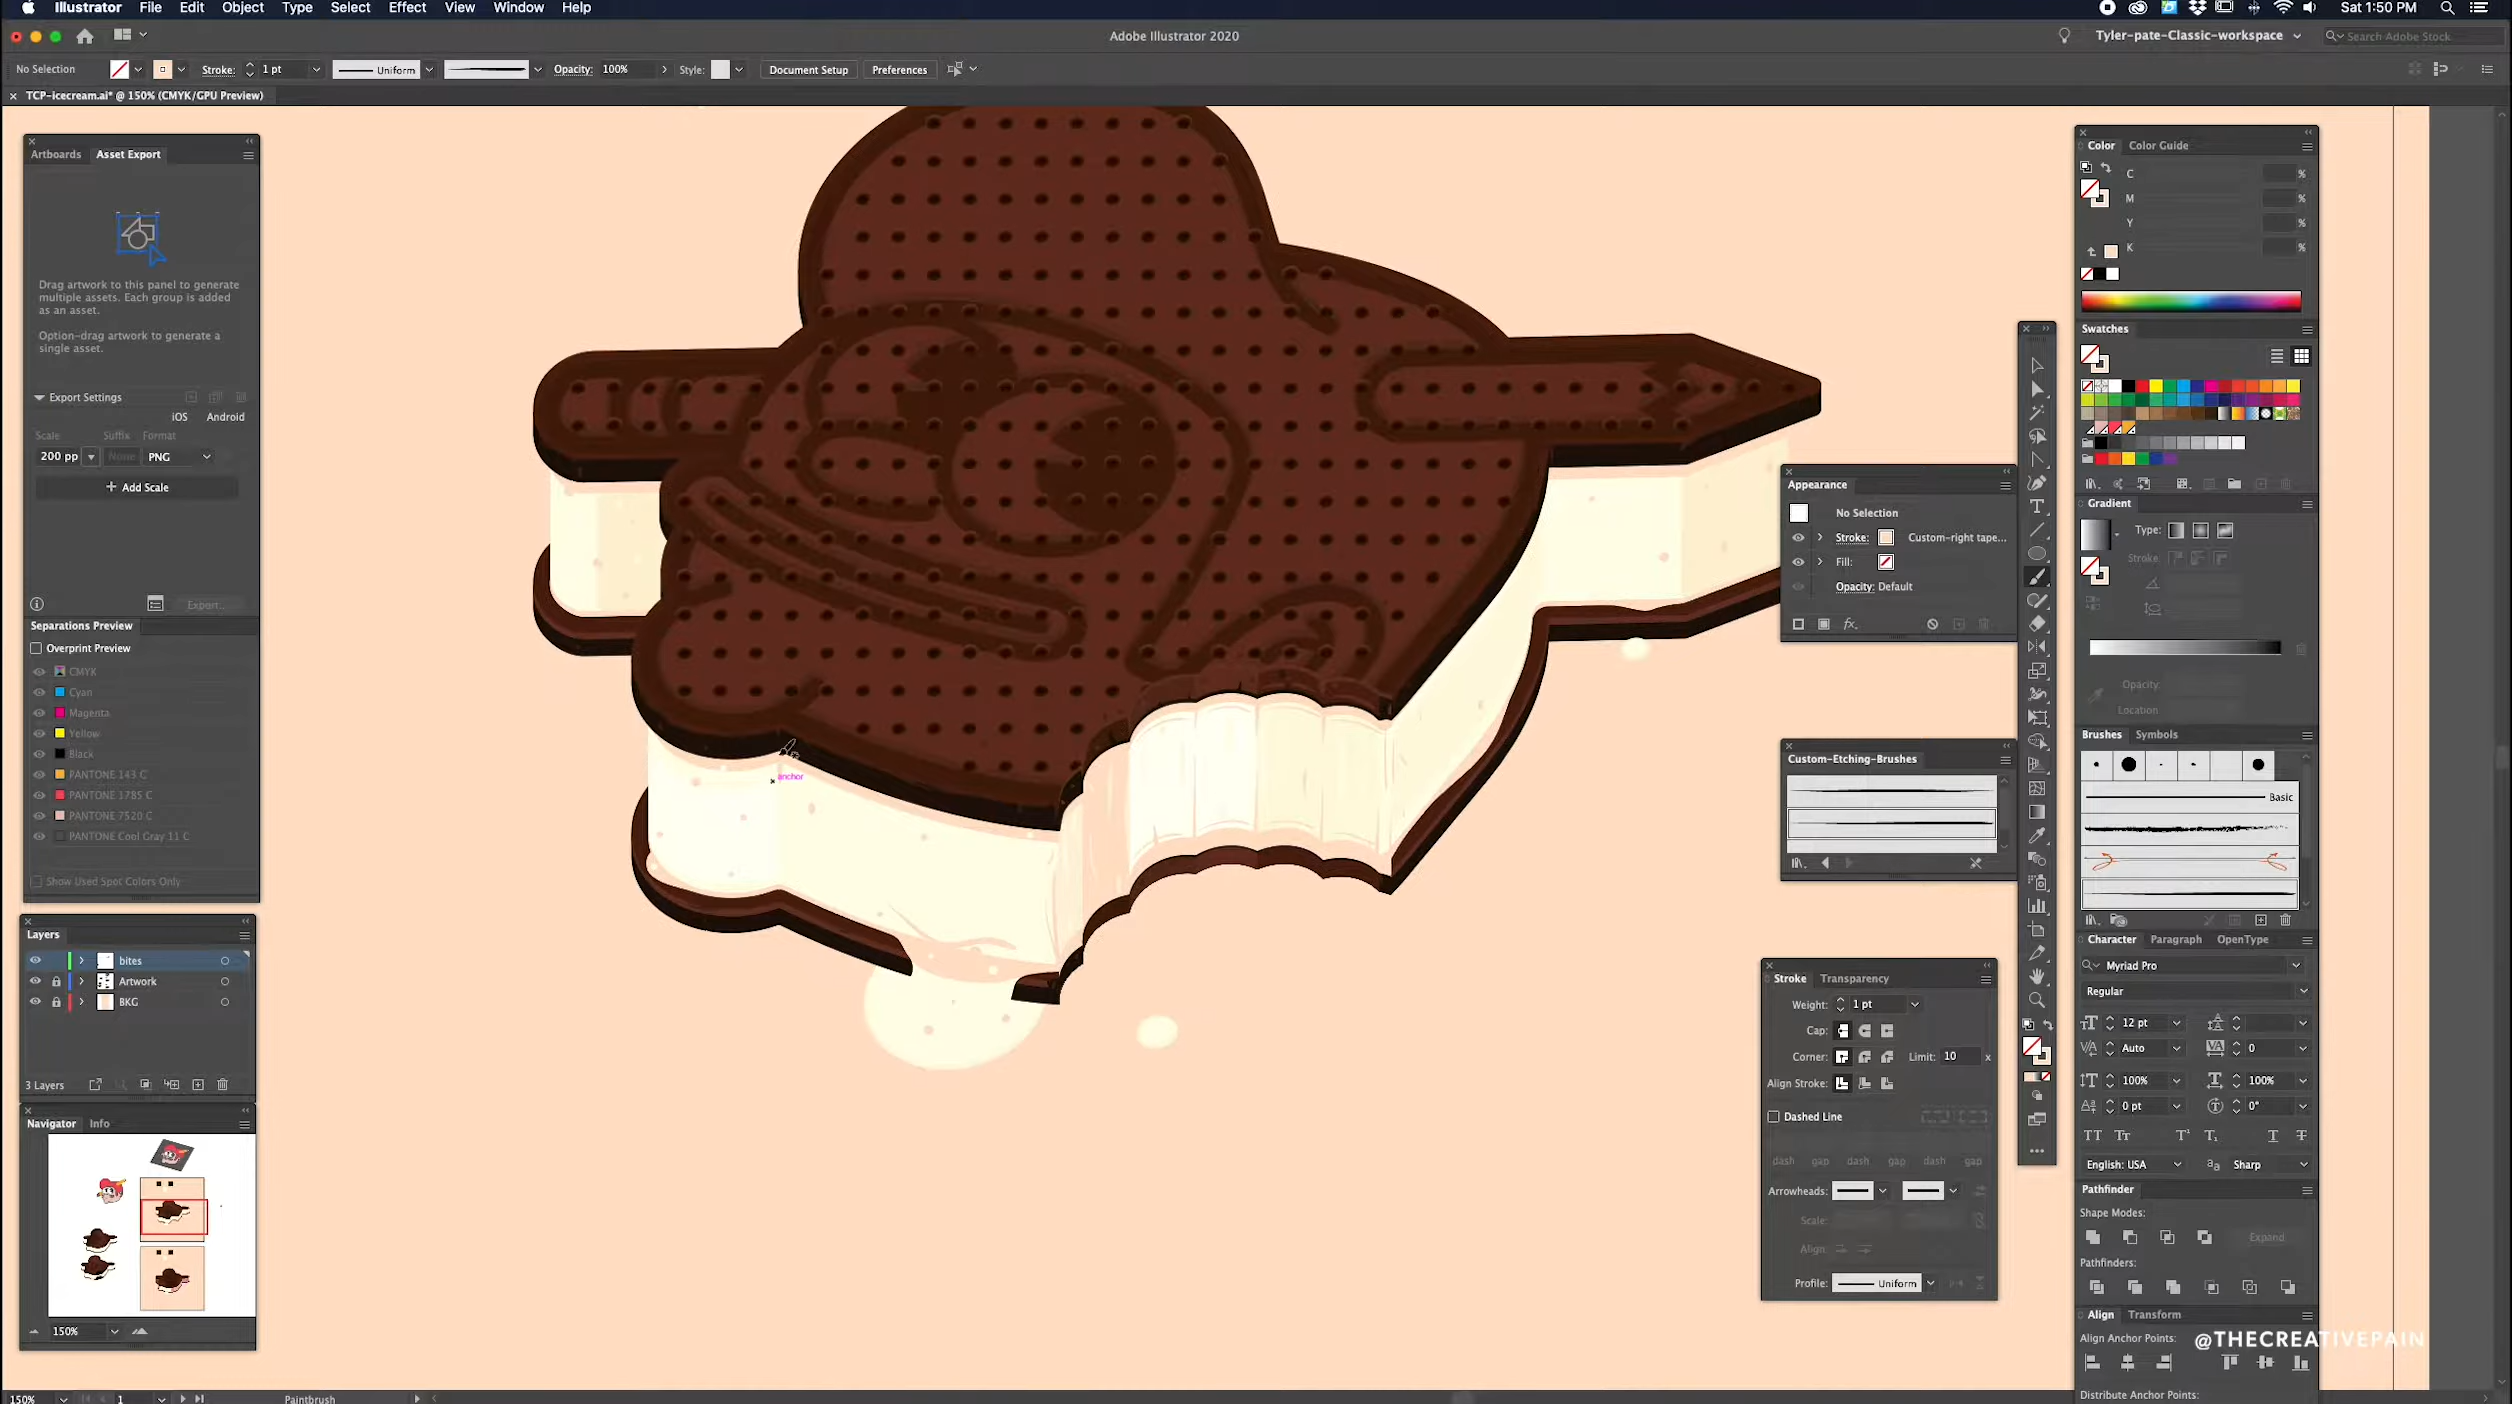 Illustrator File Edit Object Type Select Effect View Window Help
Sat 1:50 PM
Adobe Illustrator 2020
Tyler-pate-Classic-workspace
Search Adobe Stock
No Selection
Stroke: 1 pt
Uniform
Opacity: 100%
Style:
Document Setup
Preferences
TCP-icecream.ai* @ 150% (CMYK/GPU Preview)
Artboards Asset Export
Drag artwork to this panel to generate
multiple assets. Each group is added
as an asset.
Option-drag artwork to generate a
single asset.
Export Settings
iOS Android
Scale Suffix Format
200 pp None PNG
+ Add Scale
Export...
Separations Preview
Overprint Preview
CMYK
Cyan
Magenta
Yellow
Black
PANTONE 143 C
PANTONE 1785 C
PANTONE 7520 C
PANTONE Cool Gray 11 C
Show Used Spot Colors Only
Layers
bites
Artwork
BKG
3 Layers
Navigator Info
150%
150%
1
Paintbrush
anchor
Color Color Guide
C %
M %
Y %
K %
Swatches
Gradient
Type:
Stroke:
Opacity:
Location
Brushes Symbols
Basic
Character Paragraph OpenType
Myriad Pro
Regular
12 pt
Auto 0
100% 100%
0 pt 0°
English: USA Sharp
Pathfinder
Shape Modes:
Expand
Pathfinders:
Align Transform
Align Anchor Points:
@THECREATIVEPAIN
Distribute Anchor Points:
Appearance
No Selection
Stroke: Custom-right tape...
Fill:
Opacity: Default
fx
Custom-Etching-Brushes
Stroke Transparency
Weight: 1 pt
Cap:
Corner: Limit: 10 x
Align Stroke:
Dashed Line
dash gap dash gap dash gap
Arrowheads:
Scale:
Align:
Profile: Uniform